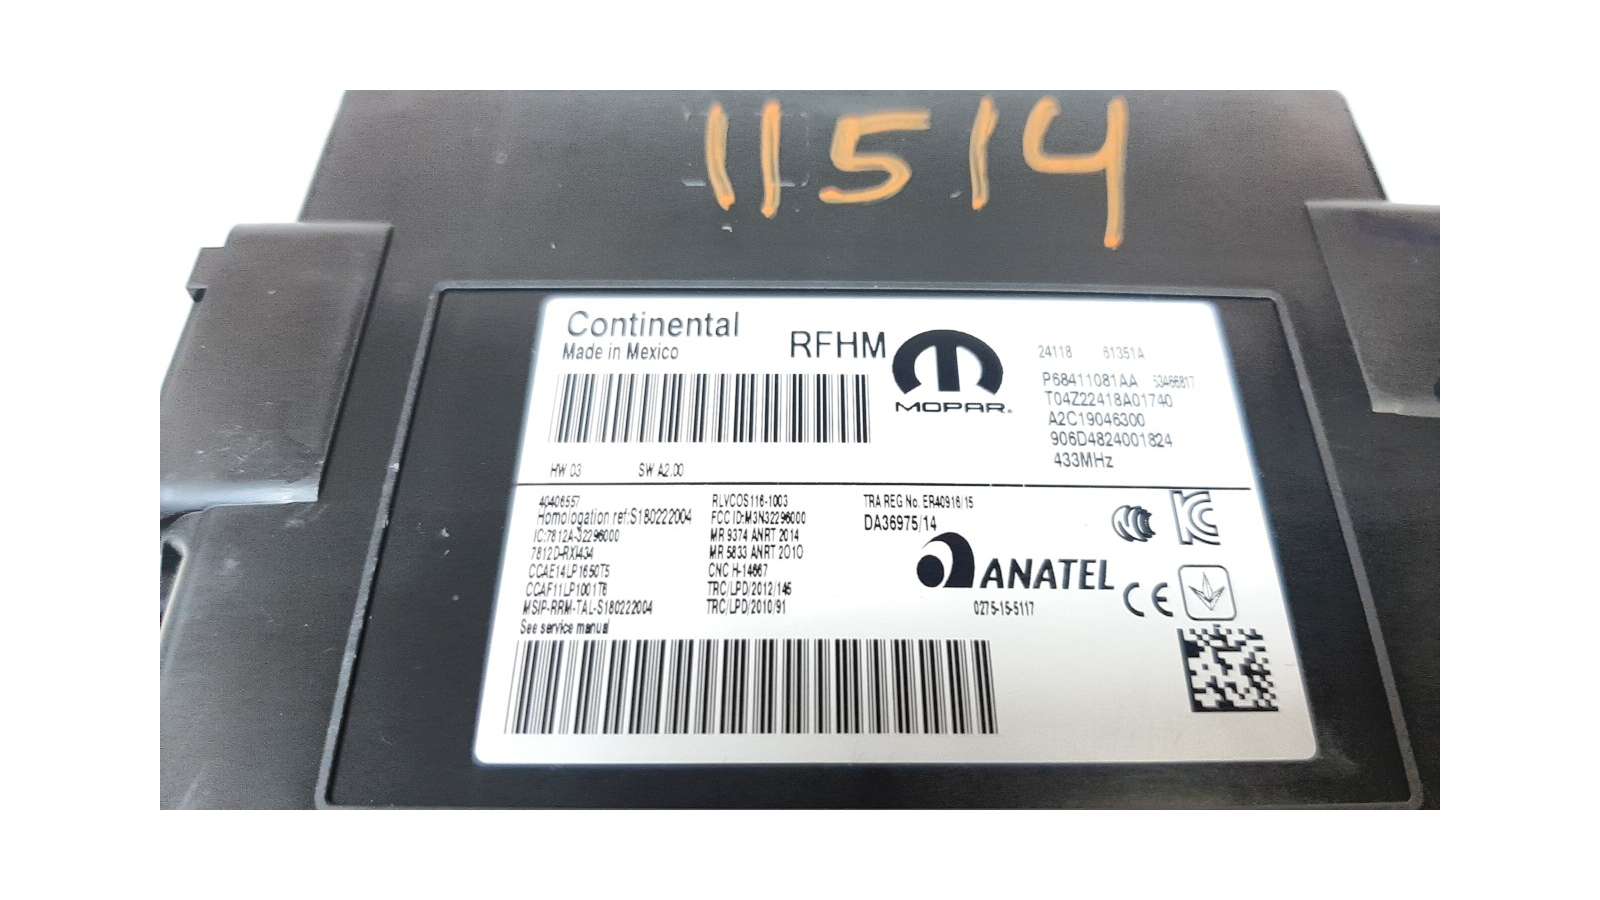 11514
Continental
Made in Mexico
RFHM
MOPAR.
24118 61351A
P68411081AA 53466817
T04Z22418A01740
A2C19046300
906D4824001824
433MHz
HW 03 SW A2.00
40406557
Homologation ref:S180222004
IC:7812A-32296000
7812D-RXI434
CCAE14LP1650T5
CCAF11LP1001T8
MSIP-RRM-TAL-S180222004
See service manual
RLVCOS116-1003
FCC ID:M3N32296000
MR 9374 ANRT 2014
MR 5833 ANRT 2010
CNC H-14667
TRC/LPD/2012/145
TRC/LPD/2010/91
TRA REG No. ER40916/15
DA36975/14
ANATEL
0275-15-5117
CE